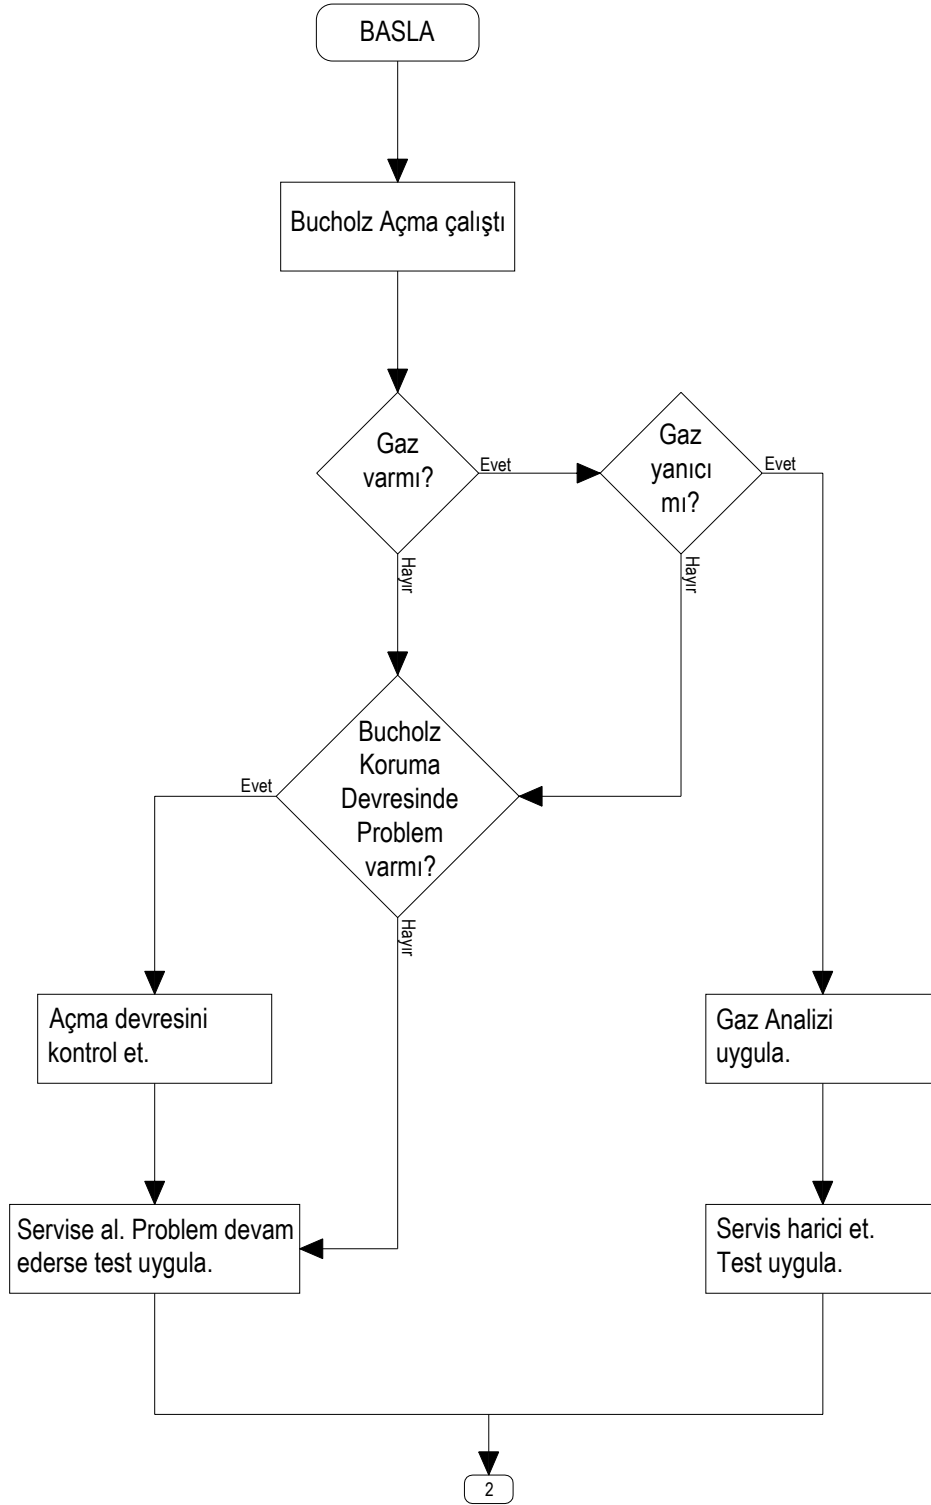 BASLA
Bucholz Açma çalıştı
Gaz
varmı?
Evet
Gaz
yanıcı
mı?
Evet
Hayır
Hayır
Bucholz
Koruma
Devresinde
Problem
varmı?
Evet
Hayır
Açma devresini
kontrol et.
Gaz Analizi
uygula.
Servise al. Problem devam
ederse test uygula.
Servis harici et.
Test uygula.
2